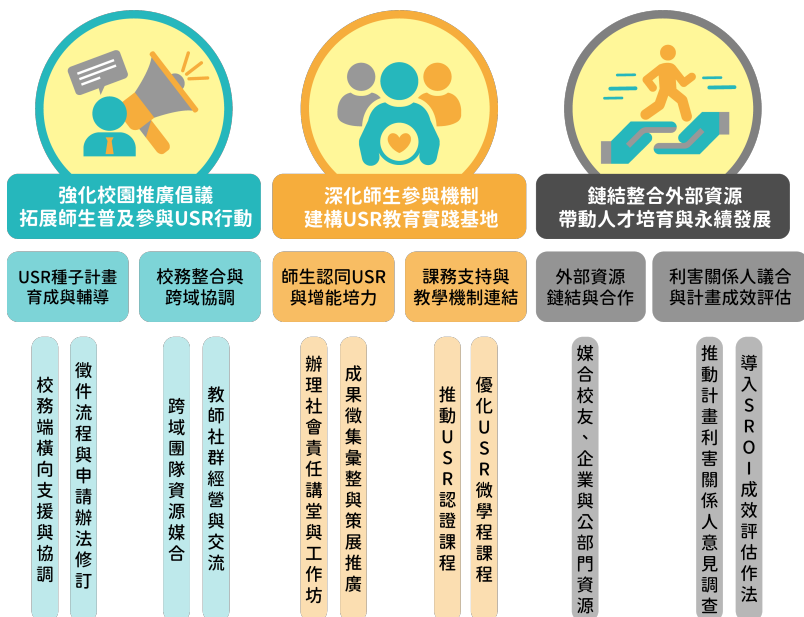 強化校園推廣倡議
拓展師生普及參與USR行動
深化師生參與機制
建構USR教育實踐基地
鏈結整合外部資源
帶動人才培育與永續發展
USR種子計畫
育成與輔導
校務整合與
跨域協調
師生認同USR
與增能培力
課務支持與
教學機制連結
外部資源
鏈結與合作
利害關係人議合
與計畫成效評估
校務端橫向支援與協調
徵件流程與申請辦法修訂
跨域團隊資源媒合
教師社群經營與交流
辦理社會責任講堂與工作坊
成果徵集彙整與策展推廣
推動USR認證課程
優化USR微學程課程
媒合校友、企業與公部門資源
推動計畫利害關係人意見調查
導入SROI成效評估作法